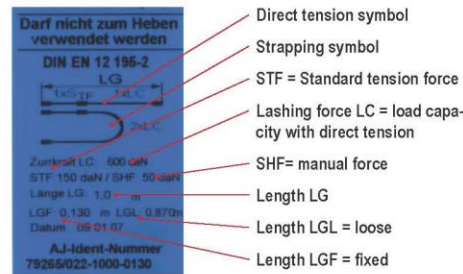 Darf nicht zum Heben
verwendet werden
DIN EN 12 195-2
LG
1xSTF 1xLC
2xLC
Zurrkraft LC 600 daN
STF 150 daN / SHF 50 daN
Länge LG: 1,0 m
LGF: 0.130 m LGL: 0.870m
Datum 09.01.07
AJ-Ident-Nummer
79265/022-1000-0130
Direct tension symbol
Strapping symbol
STF = Standard tension force
Lashing force LC = load capa-
city with direct tension
SHF= manual force
Length LG
Length LGL = loose
Length LGF = fixed